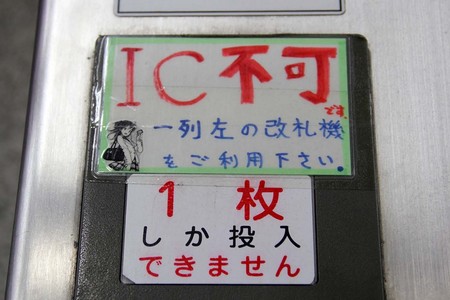 IC不可
です。
一列左の改札機
をご利用下さい。
1 枚
しか投入
できません